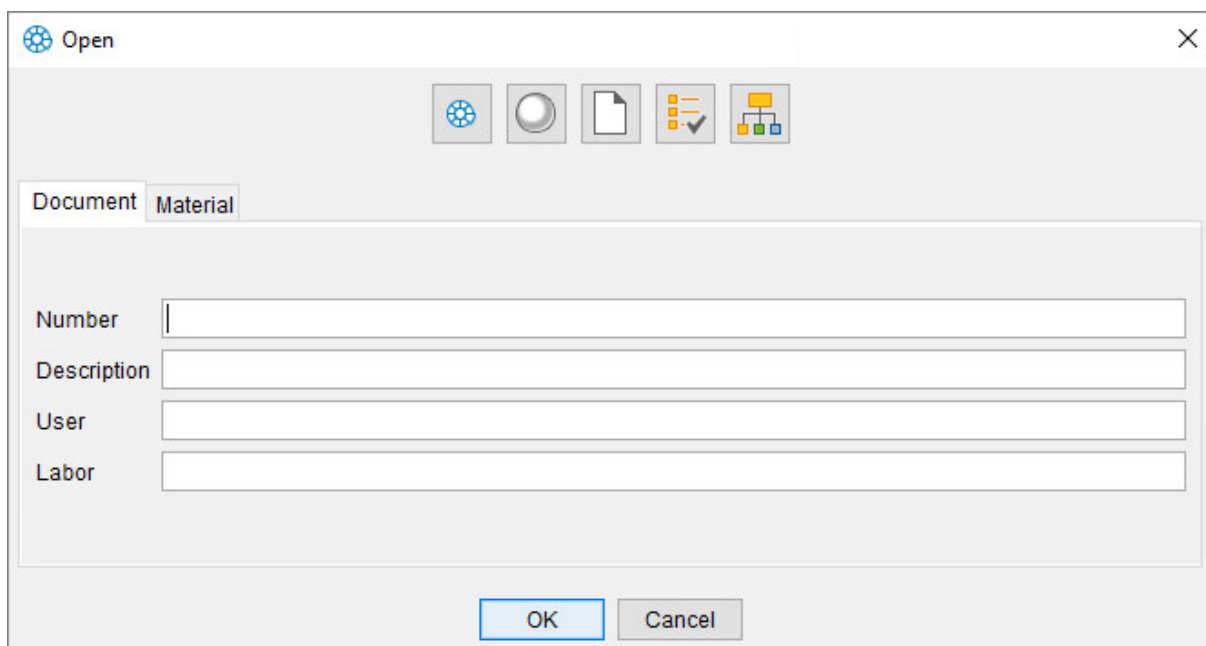 Open
Document Material
Number
Description
User
Labor
OK Cancel